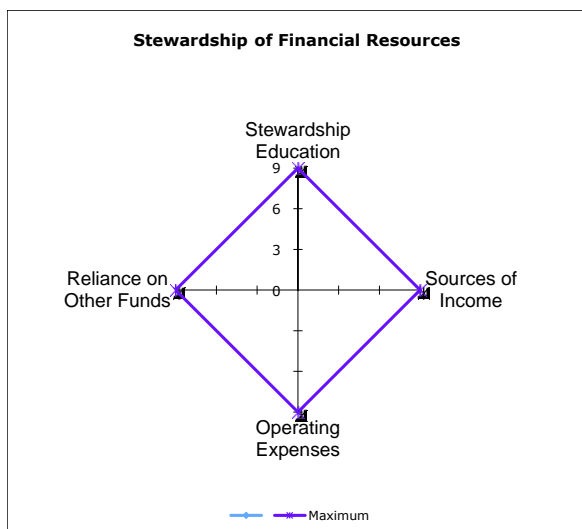 Stewardship of Financial Resources
Stewardship
Education
9
6
3
0
Reliance on
Other Funds
Sources of
Income
Operating
Expenses
Maximum